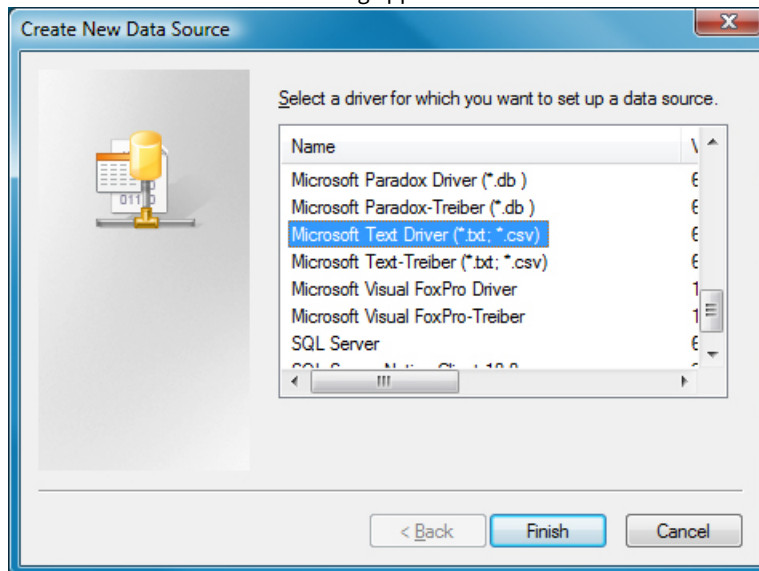 Create New Data Source
Select a driver for which you want to set up a data source.
Name
Microsoft Paradox Driver (*.db )
Microsoft Paradox-Treiber (*.db )
Microsoft Text Driver (*.txt; *.csv)
Microsoft Text-Treiber (*.txt; *.csv)
Microsoft Visual FoxPro Driver
Microsoft Visual FoxPro-Treiber
SQL Server
< Back
Finish
Cancel